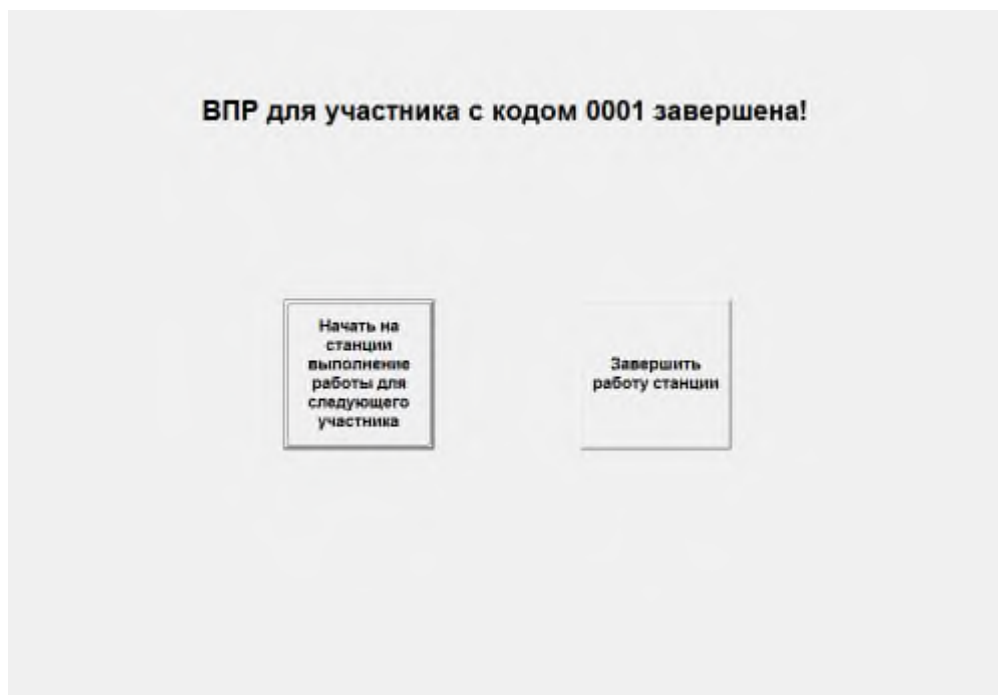 ВПР для участника с кодом 0001 завершена!
Начать на
станции
выполнение
работы для
следующего
участника
Завершить
работу станции